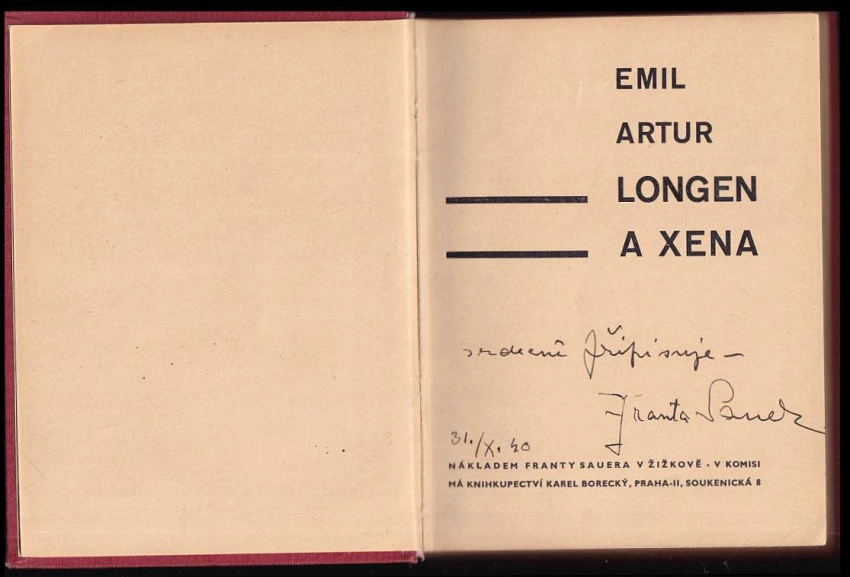 EMIL
ARTUR
LONGEN
A XENA
srdečně připisuje –
Franta Sauer
31./X. 40
NÁKLADEM FRANTY SAUERA V ŽIŽKOVĚ - V KOMISI
MÁ KNIHKUPECTVÍ KAREL BORECKÝ, PRAHA-II, SOUKENICKÁ 8